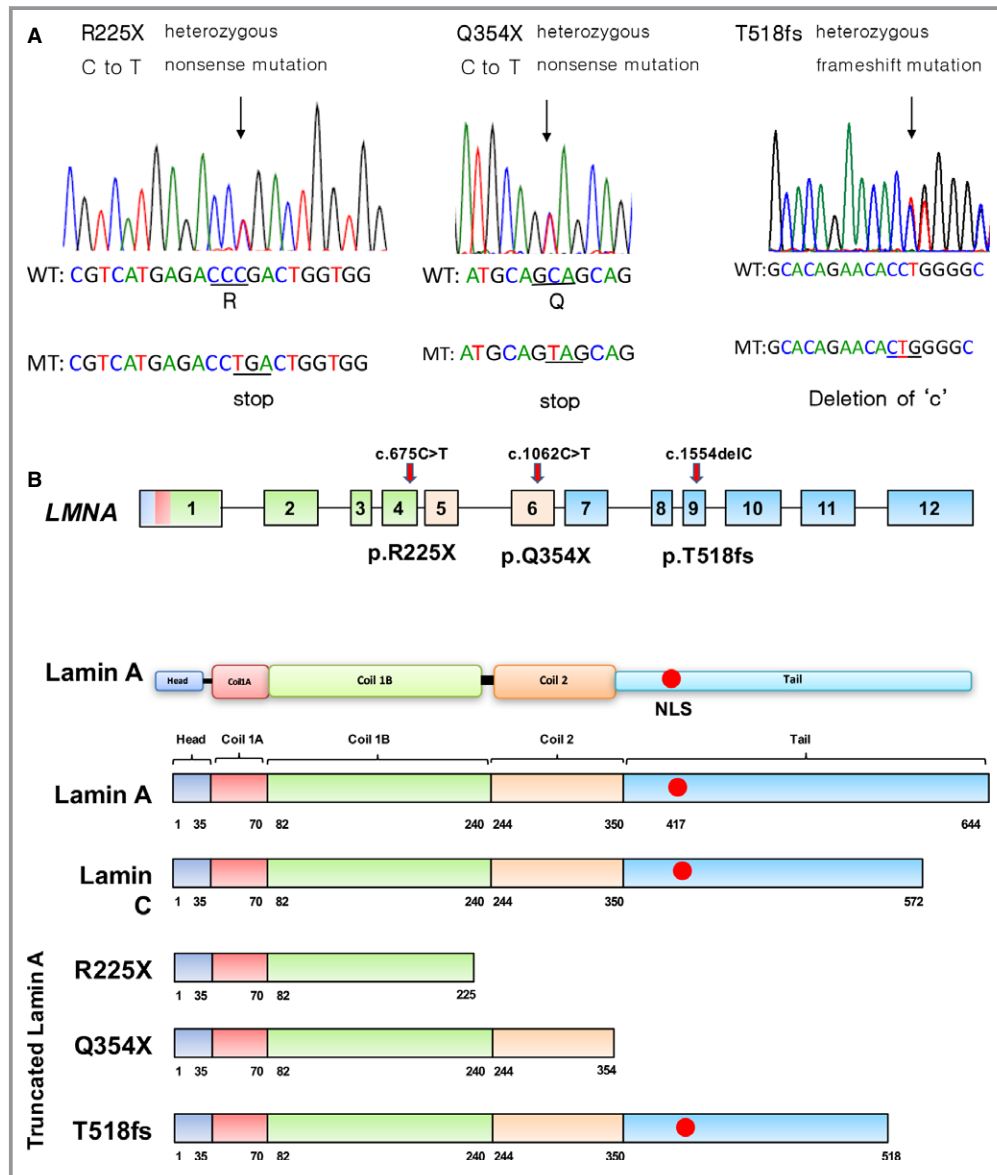 A
R225X heterozygous
C to T nonsense mutation
Q354X heterozygous
C to T nonsense mutation
T518fs heterozygous
frameshift mutation
WT: CGTCATGAGACCCGACTGGTGG
R
WT: ATGCAGCAGCAG
Q
WT:GCACAGAACACCTGGGGC
MT: CGTCATGAGACCTGACTGGTGG
stop
MT: ATGCAGTAGCAG
stop
MT:GCACAGAACACTGGGGC
Deletion of ‘c’
B
c.675C>T c.1062C>T c.1554delC
LMNA 1 2 3 4 5 6 7 8 9 10 11 12
p.R225X p.Q354X p.T518fs
Lamin A Head Coil1A Coil 1B Coil 2 Tail
NLS
Head Coil 1A Coil 1B Coil 2 Tail
Lamin A
1 35 70 82 240 244 350 417 644
Lamin
C
1 35 70 82 240 244 350 572
Truncated Lamin A
R225X
1 35 70 82 225
Q354X
1 35 70 82 240 244 354
T518fs
1 35 70 82 240 244 350 518